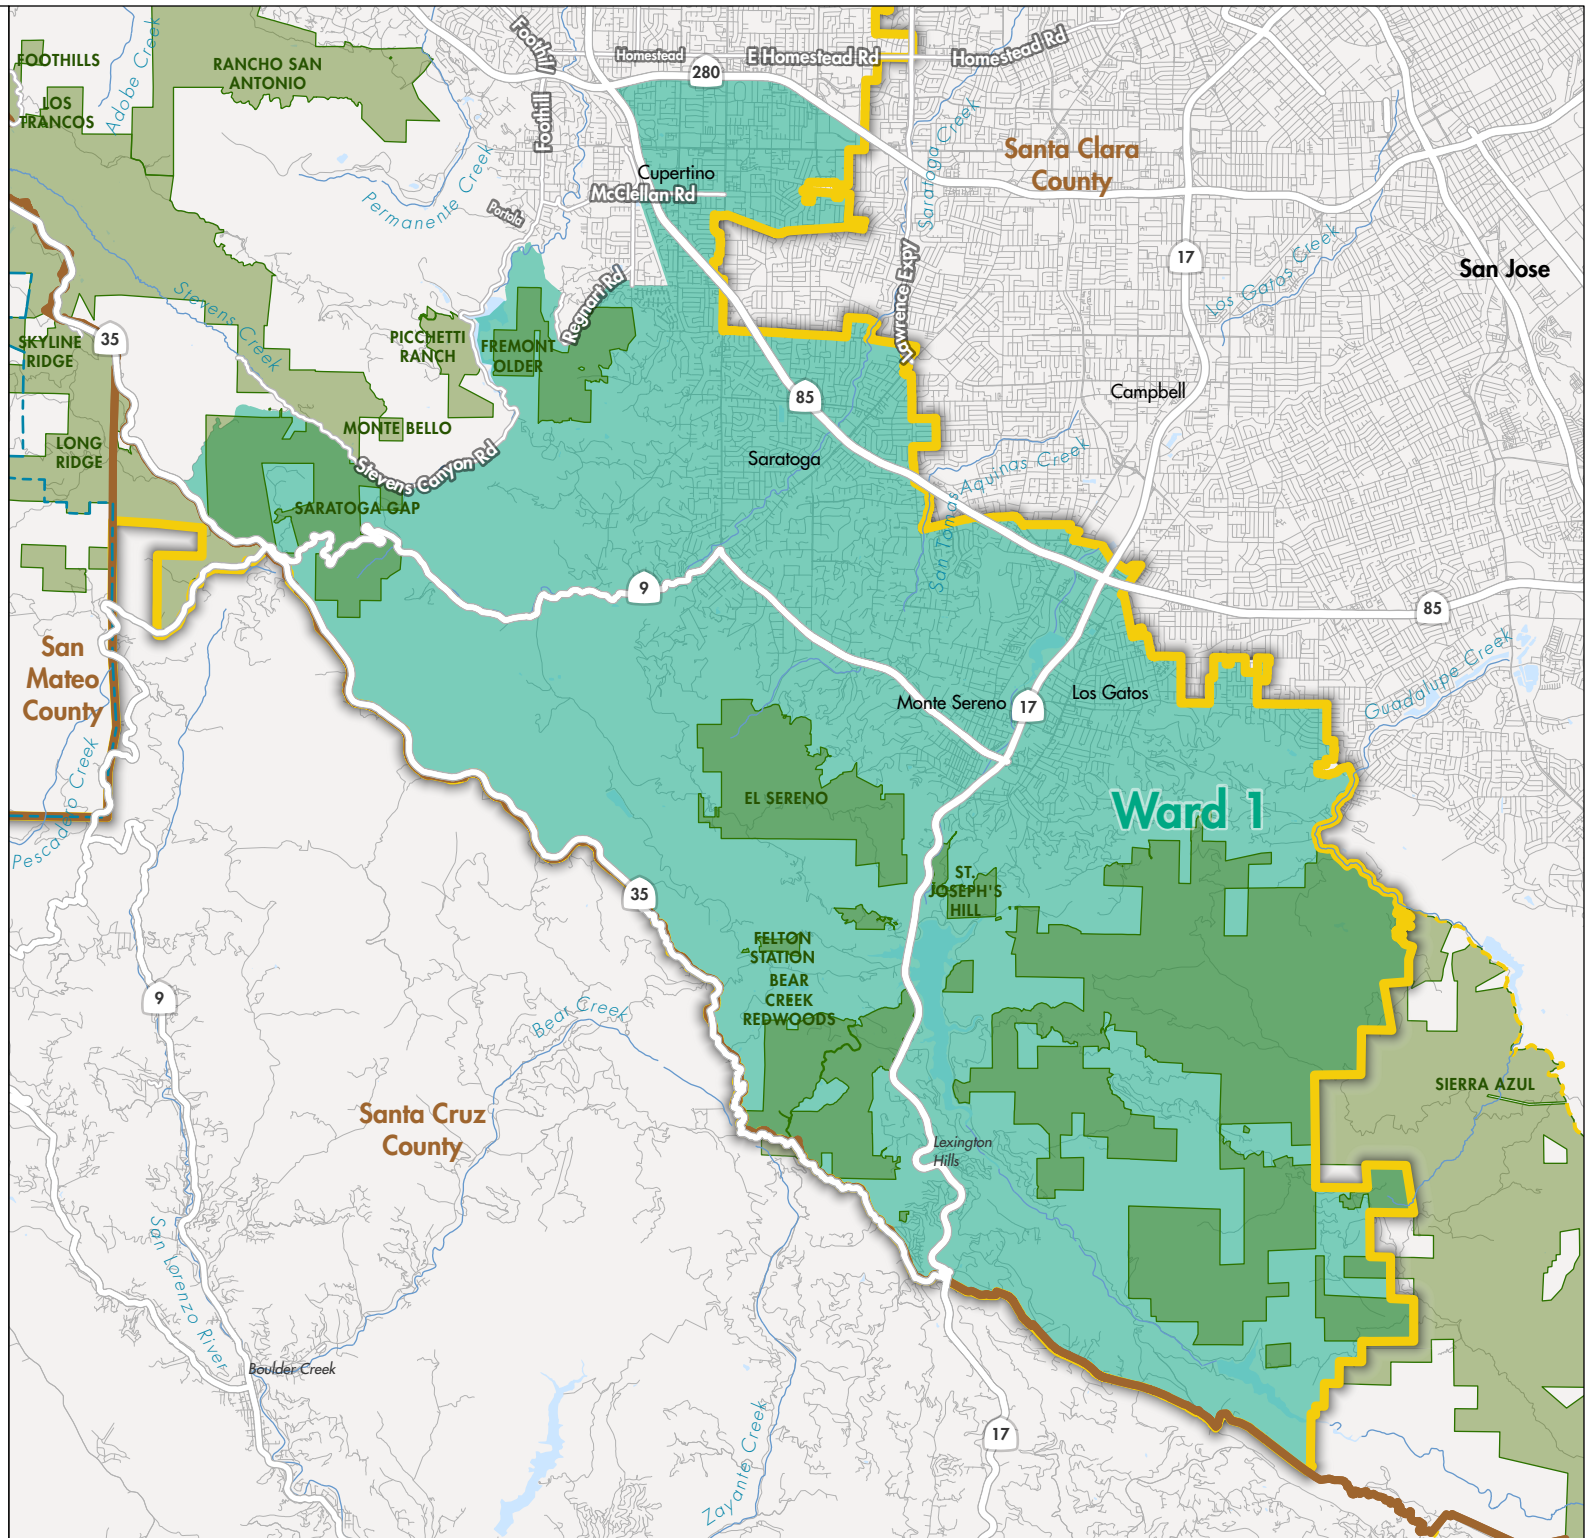 Foothill
Homestead
E Homestead Rd
Homestead Rd
280
FOOTHILLS
RANCHO SAN
ANTONIO
Adobe Creek
LOS
TRANCOS
Foothill
Saratoga Creek
Santa Clara
County
Cupertino
McClellan Rd
Permanente Creek
Portola
Lawrence Expy
17
Los Gatos Creek
San Jose
Stevens Creek
Regnart Rd
SKYLINE
RIDGE
35
PICCHETTI
RANCH
FREMONT
OLDER
85
Campbell
LONG
RIDGE
MONTE BELLO
Stevens Canyon Rd
Saratoga
San Tomas Aquinas Creek
SARATOGA GAP
9
85
San
Mateo
County
Guadalupe Creek
Monte Sereno
17
Los Gatos
Pescadero Creek
EL SERENO
Ward 1
35
ST.
JOSEPH'S
HILL
FELTON
STATION
BEAR
CREEK
REDWOODS
9
Bear Creek
SIERRA AZUL
Santa Cruz
County
Lexington
Hills
San Lorenzo River
Boulder Creek
Zayante Creek
17